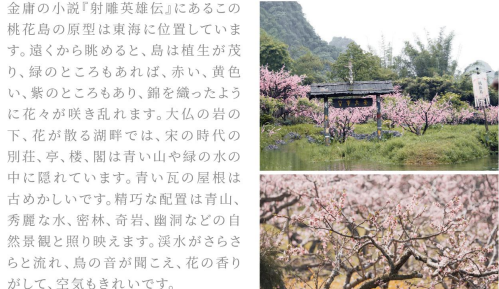 金庸の小説『射雕英雄伝』にあるこの
桃花島の原型は東海に位置していま
す。遠くから眺めると、島は植生が茂
り、緑のところもあれば、赤い、黄色
い、紫のところもあり、錦を織ったよう
に花々が咲き乱れます。大仏の岩の
下、花が散る湖畔では、宋の時代の
別荘、亭、楼、閣は青い山や緑の水の
中に隠れています。青い瓦の屋根は
古めかしいです。精巧な配置は青山、
秀麗な水、密林、奇岩、幽洞などの自
然景観と照り映えます。渓水がさらさ
らと流れ、鳥の音が聞こえ、花の香り
がして、空気もきれいです。